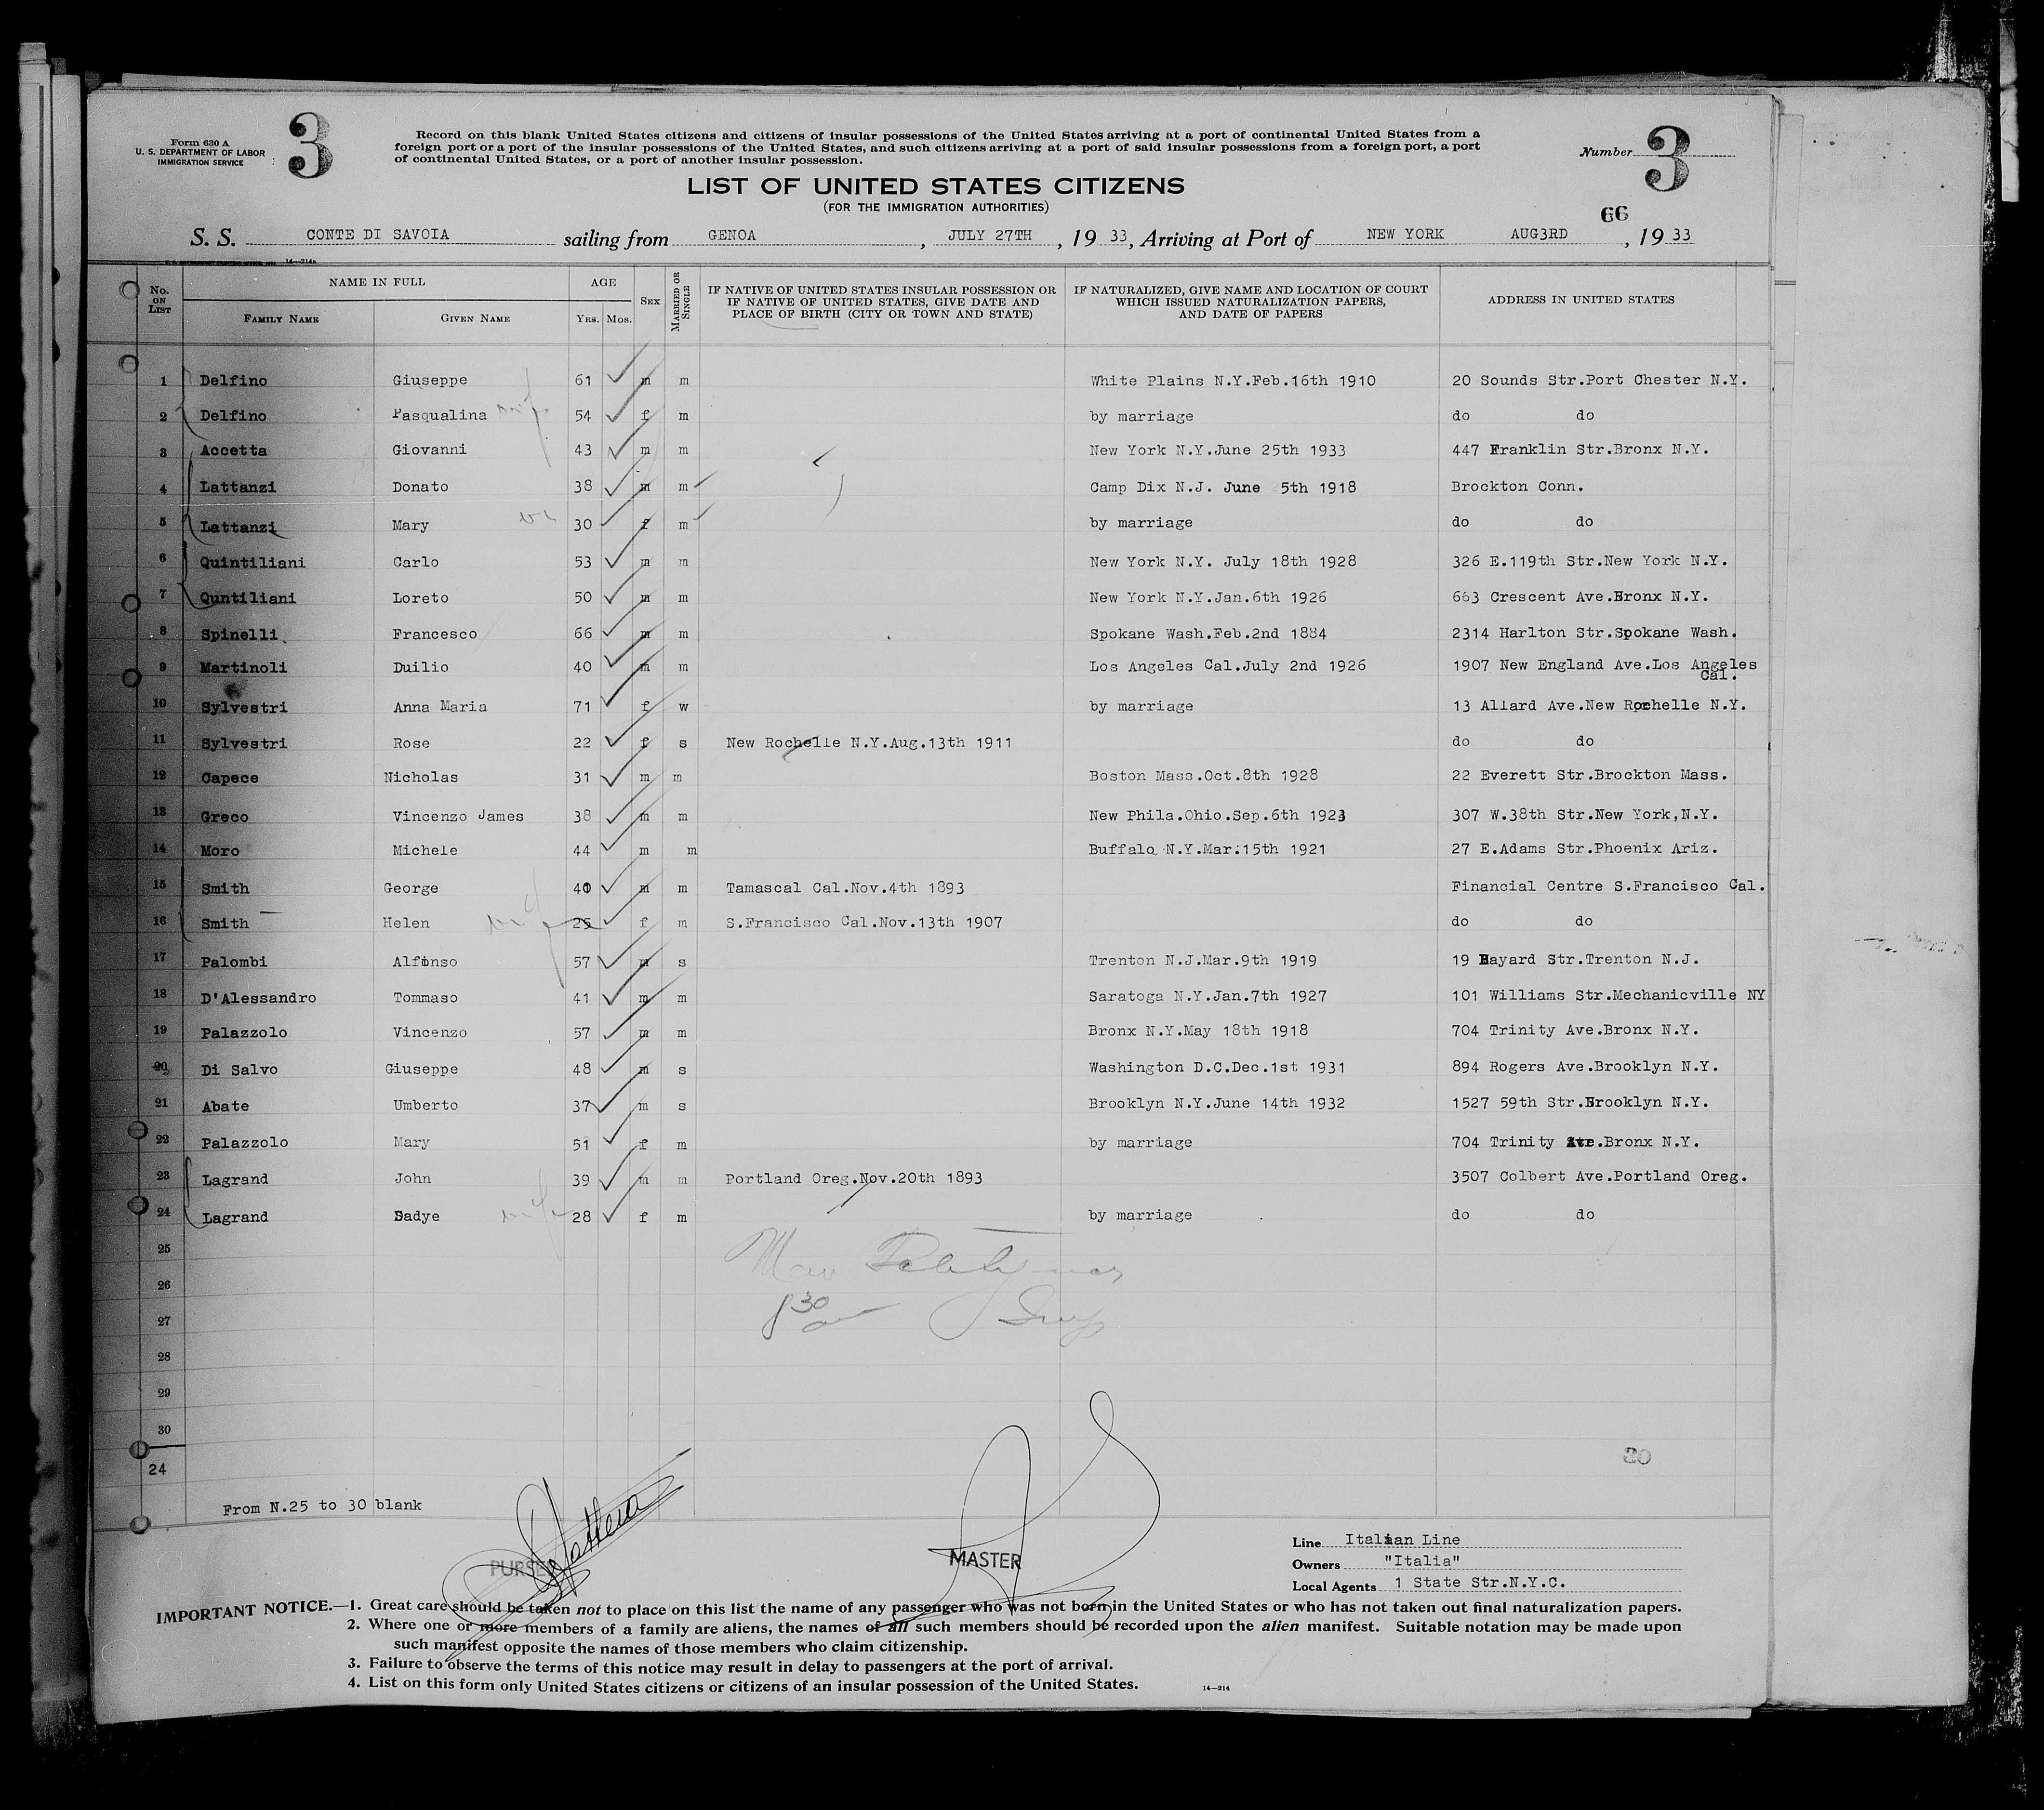 Form 630 A
U. S. DEPARTMENT OF LABOR
IMMIGRATION SERVICE
3
Record on this blank United States citizens and citizens of insular possessions of the United States arriving at a port of continental United States from a
foreign port or a port of the insular possessions of the United States, and such citizens arriving at a port of said insular possessions from a foreign port, a port
of continental United States, or a port of another insular possession.
Number 3
LIST OF UNITED STATES CITIZENS
(FOR THE IMMIGRATION AUTHORITIES)
66
S. S. CONTE DI SAVOIA sailing from GENOA , JULY 27TH , 19 33, Arriving at Port of NEW YORK AUG3RD , 19 33
14—214a
No. ON LIST NAME IN FULL AGE SEX MARRIED OR SINGLE IF NATIVE OF UNITED STATES INSULAR POSSESSION OR IF NATIVE OF UNITED STATES, GIVE DATE AND PLACE OF BIRTH (CITY OR TOWN AND STATE) IF NATURALIZED, GIVE NAME AND LOCATION OF COURT WHICH ISSUED NATURALIZATION PAPERS, AND DATE OF PAPERS ADDRESS IN UNITED STATES
FAMILY NAME GIVEN NAME YRS. MOS.
1 Delfino Giuseppe 61 m m White Plains N.Y.Feb.16th 1910 20 Sounds Str.Port Chester N.Y.
2 Delfino Pasqualina wife 54 f m by marriage do do
3 Accetta Giovanni 43 m m New York N.Y.June 25th 1933 447 Franklin Str.Bronx N.Y.
4 Lattanzi Donato 38 m m Camp Dix N.J. June 5th 1918 Brockton Conn.
5 Lattanzi Mary 30 f m by marriage do do
6 Quintiliani Carlo 53 m m New York N.Y. July 18th 1928 326 E.119th Str.New York N.Y.
7 Quntiliani Loreto 50 m m New York N.Y.Jan.6th 1926 663 Crescent Ave.Bronx N.Y.
8 Spinelli Francesco 66 m m Spokane Wash.Feb.2nd 1884 2314 Harlton Str.Spokane Wash.
9 Martinoli Duilio 40 m m Los Angeles Cal.July 2nd 1926 1907 New England Ave.Los Angeles
Cal.
10 Sylvestri Anna Maria 71 f w by marriage 13 Allard Ave.New Rochelle N.Y.
11 Sylvestri Rose 22 f s New Rochelle N.Y.Aug.13th 1911 do do
12 Capece Nicholas 31 m m Boston Mass.Oct.8th 1928 22 Everett Str.Brockton Mass.
13 Greco Vincenzo James 38 m m New Phila.Ohio.Sep.6th 1923 307 W.38th Str.New York,N.Y.
14 Moro Michele 44 m m Buffalo N.Y.Mar.15th 1921 27 E.Adams Str.Phoenix Ariz.
15 Smith George 40 m m Tamascal Cal.Nov.4th 1893 Financial Centre S.Francisco Cal.
16 Smith Helen wife 25 f m S.Francisco Cal.Nov.13th 1907 do do
17 Palombi Alfonso 57 m s Trenton N.J.Mar.9th 1919 19 Bayard Str.Trenton N.J.
18 D'Alessandro Tommaso 41 m m Saratoga N.Y.Jan.7th 1927 101 Williams Str.Mechanicville NY
19 Palazzolo Vincenzo 57 m m Bronx N.Y.May 18th 1918 704 Trinity Ave.Bronx N.Y.
20 Di Salvo Giuseppe 48 m s Washington D.C.Dec.1st 1931 894 Rogers Ave.Brooklyn N.Y.
21 Abate Umberto 37 m s Brooklyn N.Y.June 14th 1932 1527 59th Str.Brooklyn N.Y.
22 Palazzolo Mary 51 f m by marriage 704 Trinity Ave.Bronx N.Y.
23 Lagrand John 39 m m Portland Oreg.Nov.20th 1893 3507 Colbert Ave.Portland Oreg.
24 Lagrand Sadye wife 28 f m by marriage do do
25
26
27 8 30
28
29
30
24 30
From N.25 to 30 blank
PURSER
MASTER
Line Italian Line
Owners "Italia"
Local Agents 1 State Str.N.Y.C.
IMPORTANT NOTICE.—1. Great care should be taken not to place on this list the name of any passenger who was not born in the United States or who has not taken out final naturalization papers.
2. Where one or more members of a family are aliens, the names of all such members should be recorded upon the alien manifest. Suitable notation may be made upon
such manifest opposite the names of those members who claim citizenship.
3. Failure to observe the terms of this notice may result in delay to passengers at the port of arrival.
4. List on this form only United States citizens or citizens of an insular possession of the United States.
14—214